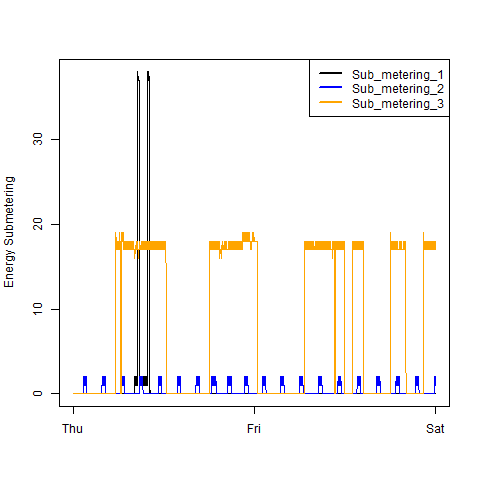 Sub_metering_1
Sub_metering_2
Sub_metering_3
Energy Submetering
30
20
10
0
Thu Fri Sat